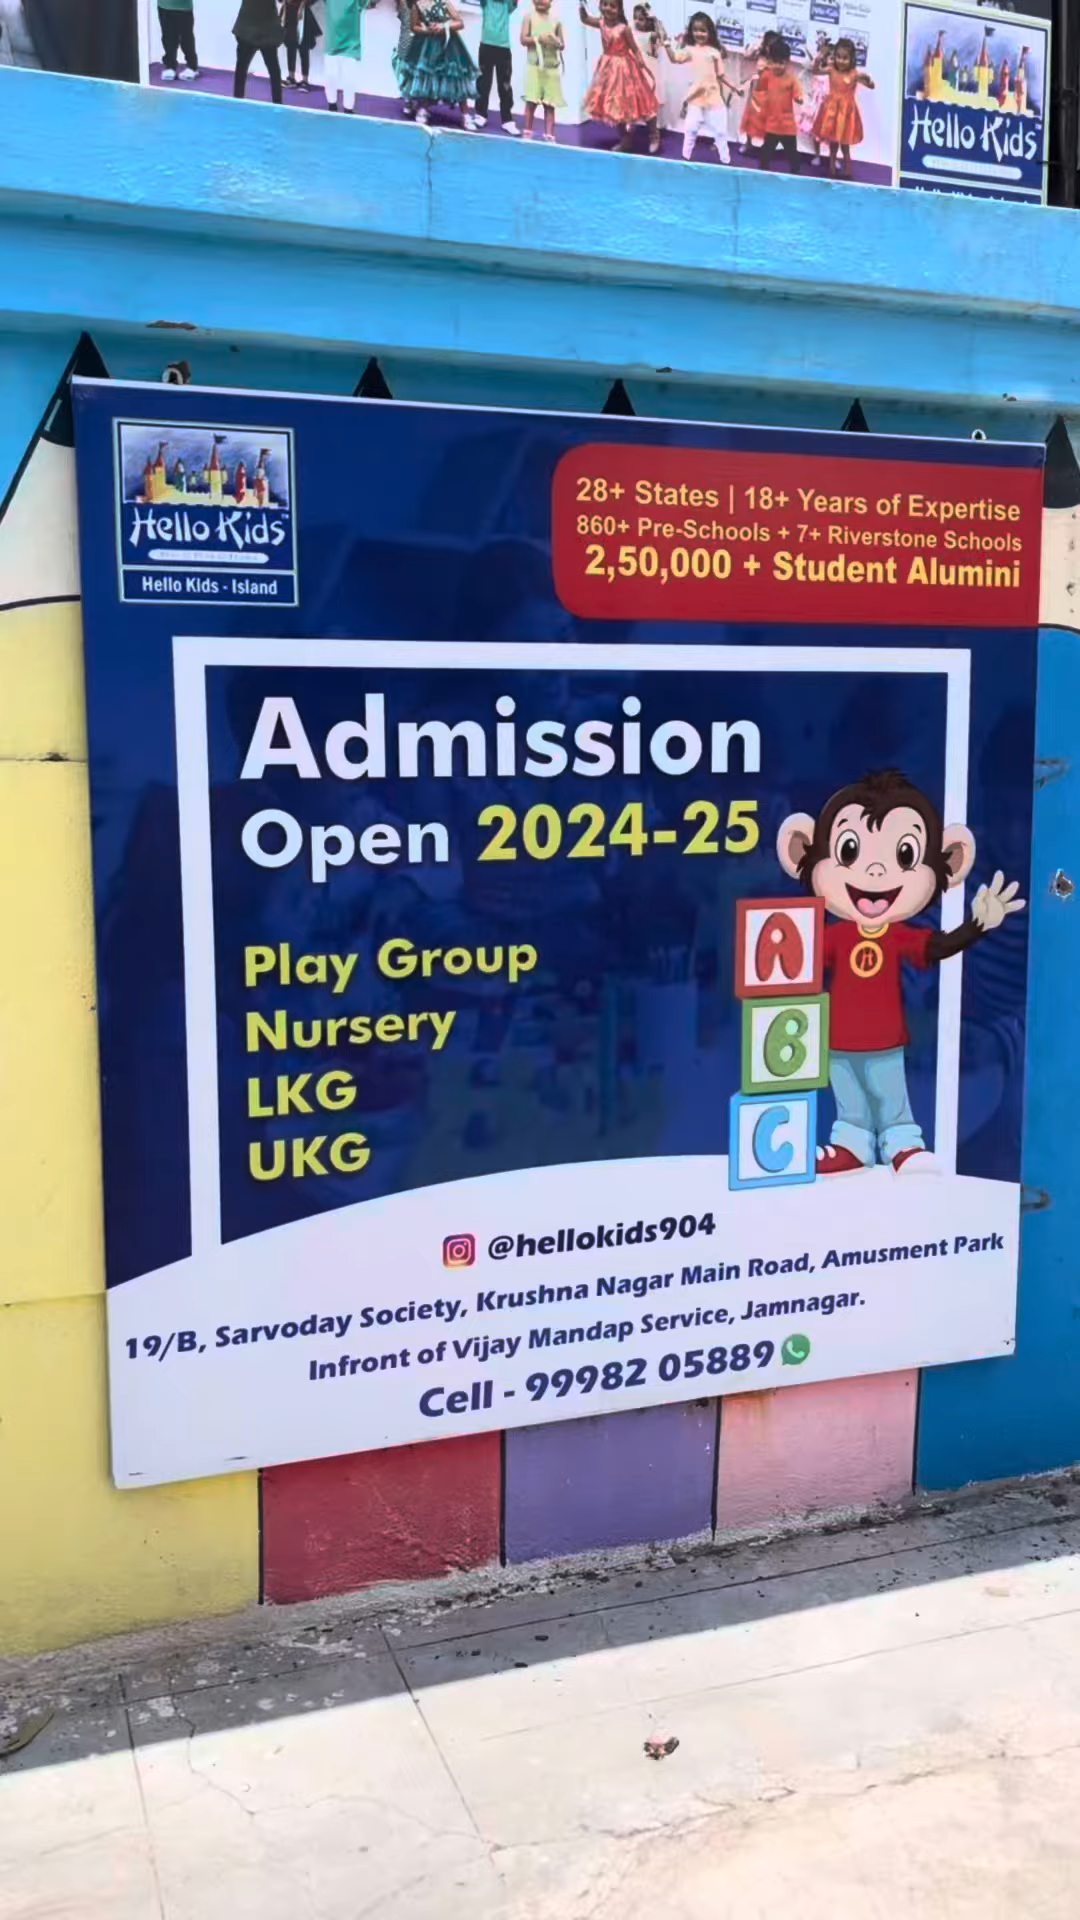 Hello Kids
Hello Kids
Hello Kids - Island
28+ States | 18+ Years of Expertise
860+ Pre-Schools + 7+ Riverstone Schools
2,50,000 + Student Alumini
Admission
Open 2024-25
Play Group
Nursery
LKG
UKG
A
H
B
C
@hellokids904
19/B, Sarvoday Society, Krushna Nagar Main Road, Amusment Park
Infront of Vijay Mandap Service, Jamnagar.
Cell - 99982 05889